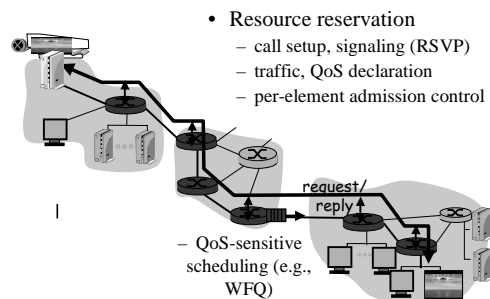 • Resource reservation
– call setup, signaling (RSVP)
– traffic, QoS declaration
– per-element admission control
request/
reply
– QoS-sensitive
scheduling (e.g.,
WFQ)